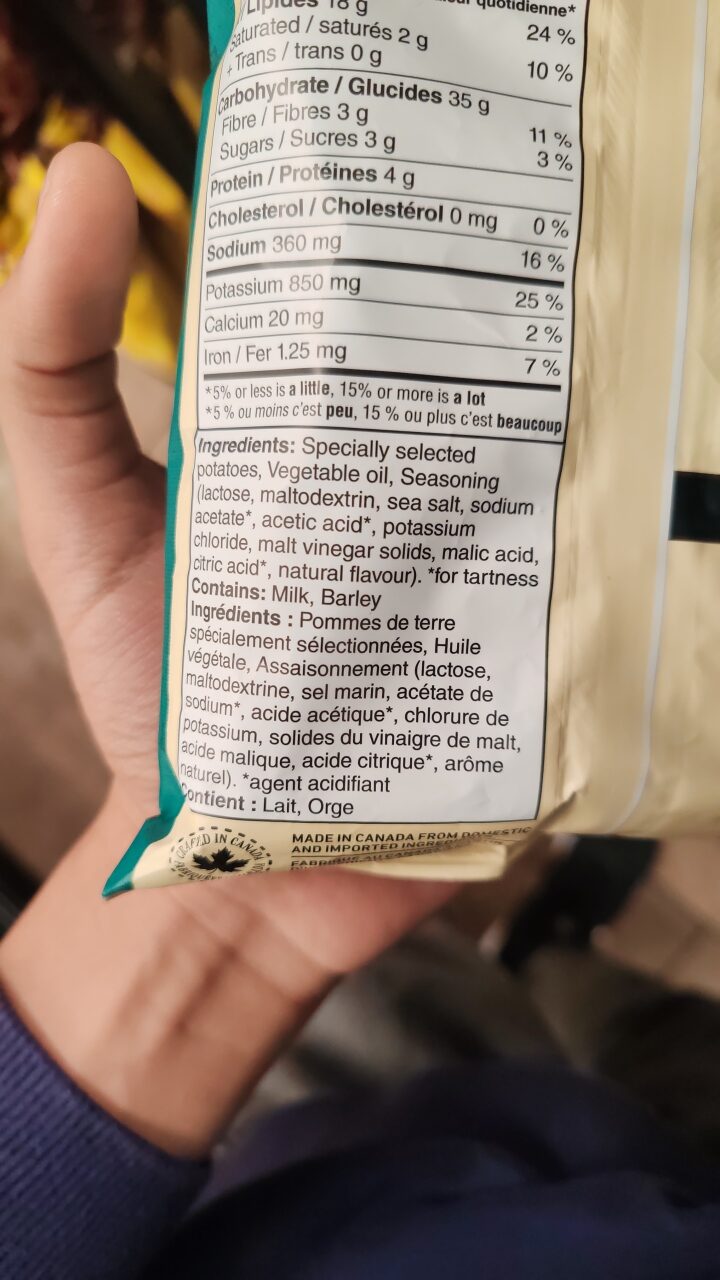 Lipides 18 g
quotidienne*
24 %
Saturated / saturés 2 g
+ Trans / trans 0 g
10 %
Carbohydrate / Glucides 35 g
Fibre / Fibres 3 g
11 %
Sugars / Sucres 3 g
3 %
Protein / Protéines 4 g
Cholesterol / Cholestérol 0 mg 0 %
Sodium 360 mg 16 %
Potassium 850 mg 25 %
Calcium 20 mg 2 %
Iron / Fer 1.25 mg 7 %
*5% or less is a little, 15% or more is a lot
*5 % ou moins c'est peu, 15 % ou plus c'est beaucoup
Ingredients: Specially selected
potatoes, Vegetable oil, Seasoning
(lactose, maltodextrin, sea salt, sodium
acetate*, acetic acid*, potassium
chloride, malt vinegar solids, malic acid,
citric acid*, natural flavour). *for tartness
Contains: Milk, Barley
Ingrédients : Pommes de terre
spécialement sélectionnées, Huile
végétale, Assaisonnement (lactose,
maltodextrine, sel marin, acétate de
sodium*, acide acétique*, chlorure de
potassium, solides du vinaigre de malt,
acide malique, acide citrique*, arôme
naturel). *agent acidifiant
Contient : Lait, Orge
CRAFTED IN CANADA
MADE IN CANADA FROM DOMESTIC
AND IMPORTED